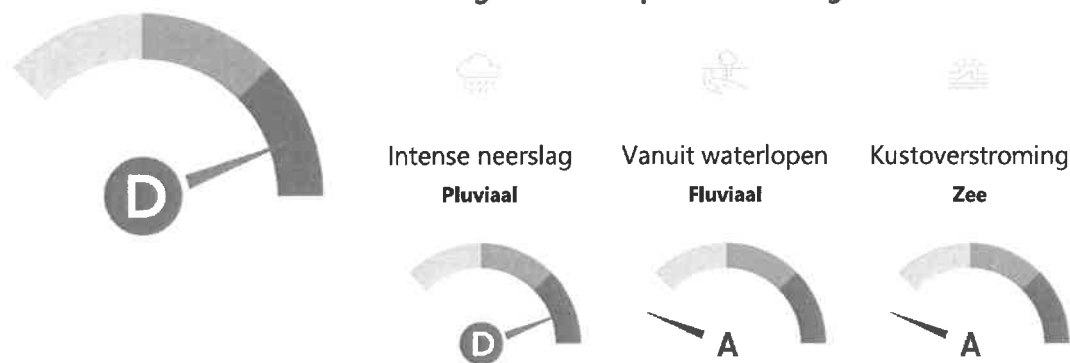 D
Intense neerslag Vanuit waterlopen Kustoverstroming
Pluviaal Fluviaal Zee
D A A